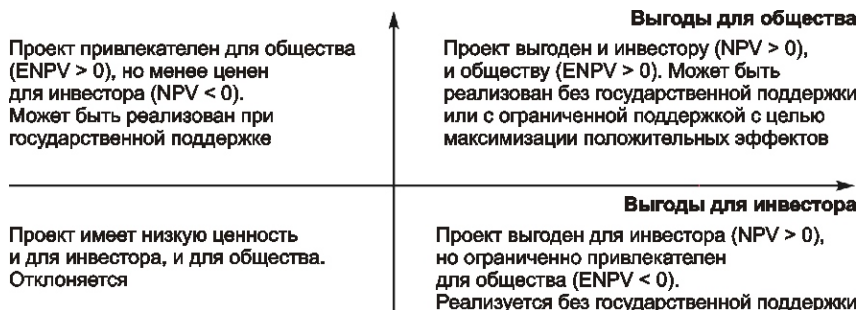 Выгоды для общества
Проект привлекателен для общества
(ENPV > 0), но менее ценен
для инвестора (NPV < 0).
Может быть реализован при
государственной поддержке
Проект выгоден и инвестору (NPV > 0),
и обществу (ENPV > 0). Может быть
реализован без государственной поддержки
или с ограниченной поддержкой с целью
максимизации положительных эффектов
Выгоды для инвестора
Проект имеет низкую ценность
и для инвестора, и для общества.
Отклоняется
Проект выгоден для инвестора (NPV > 0),
но ограниченно привлекателен
для общества (ENPV < 0).
Реализуется без государственной поддержки